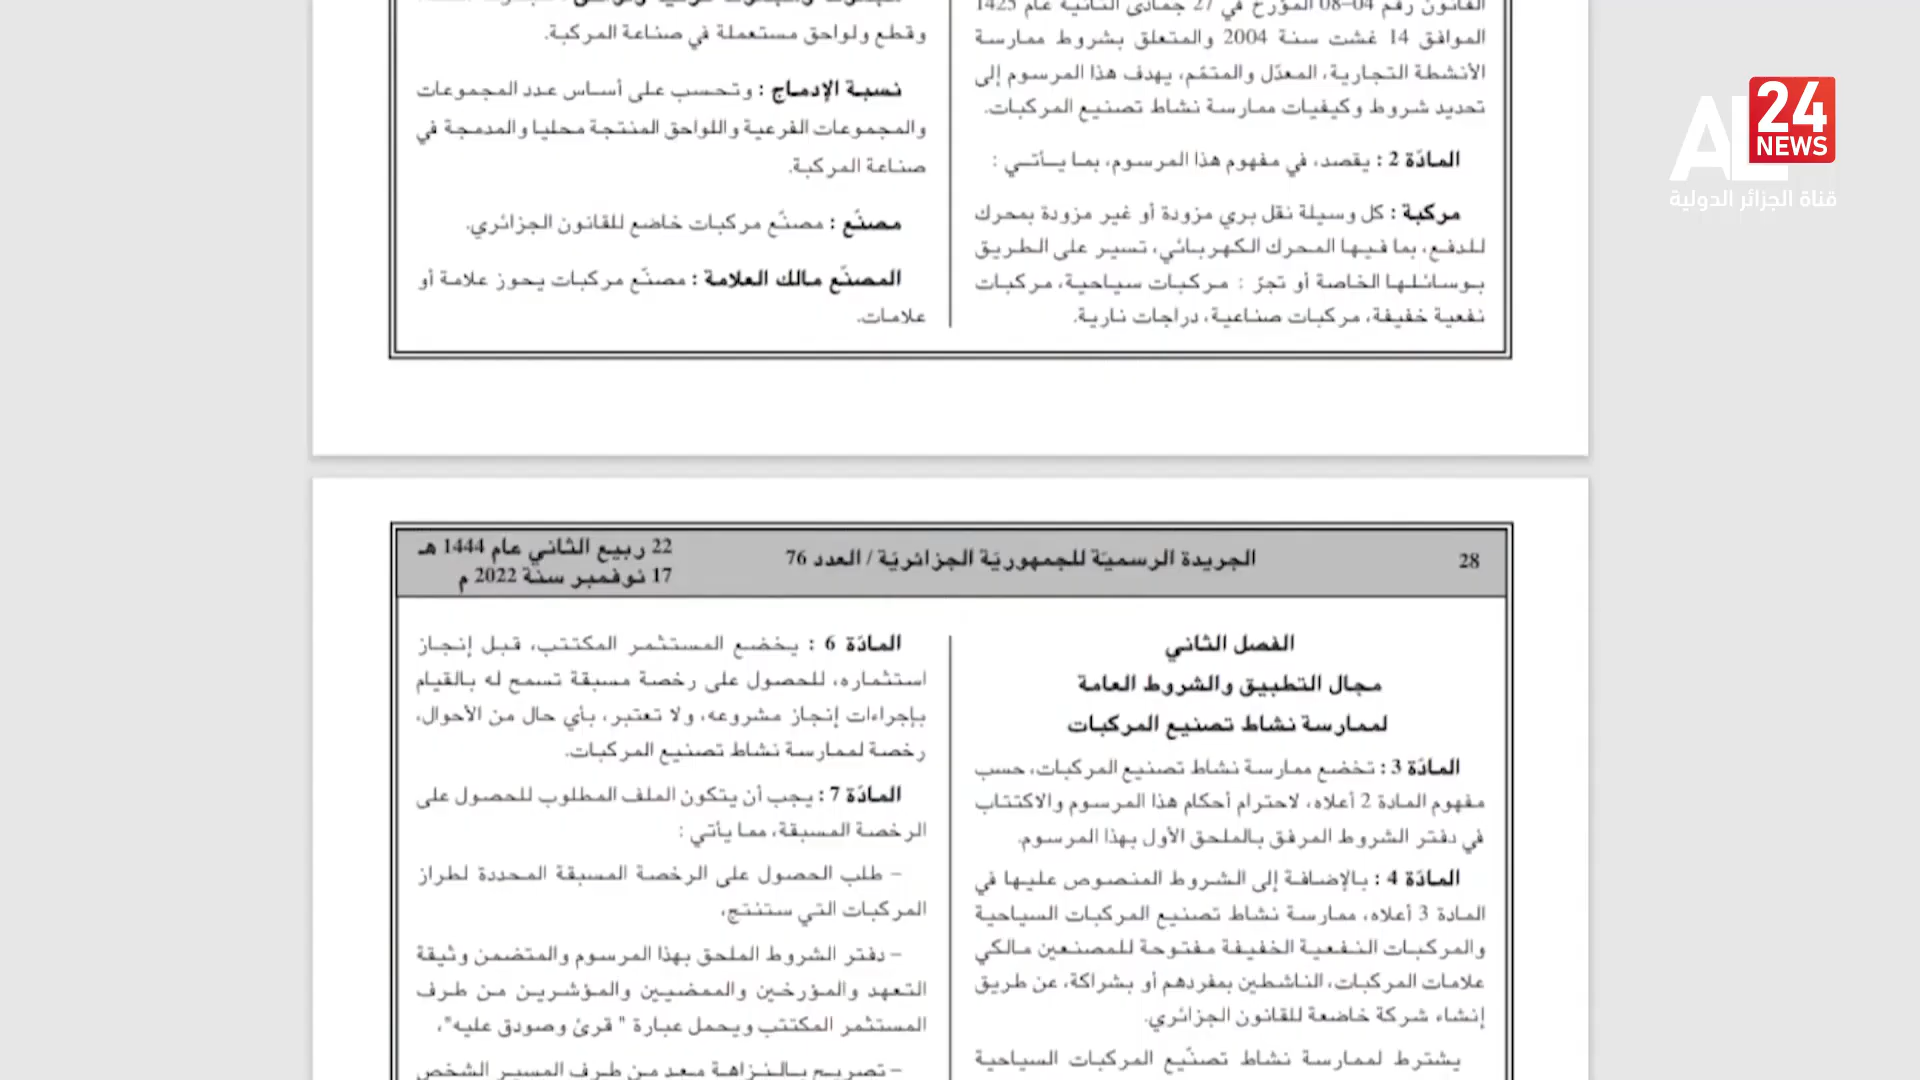 القانون رقم 04–08 المؤرخ في 27 جمادى الثانية عام 1425
الموافق 14 غشت سنة 2004 والمتعلق بشروط ممارسة
الأنشطة التجارية، المعدّل والمتمّم، يهدف هذا المرسوم إلى
تحديد شروط وكيفيات ممارسة نشاط تصنيع المركبات.
المادّة 2 : يقصد، في مفهوم هذا المرسوم، بما يـأتـي :
مركبة : كل وسيلة نقل بري مزودة أو غير مزودة بمحرك
للدفع، بما فيها المحرك الكهربائي، تسير على الطريق
بوسائلها الخاصة أو تجرّ : مركبات سياحية، مركبات
نفعية خفيفة، مركبات صناعية، دراجات نارية.
وقطع ولواحق مستعملة في صناعة المركبة.
نسبة الإدماج : وتحسب على أساس عدد المجموعات
والمجموعات الفرعية واللواحق المنتجة محليا والمدمجة في
صناعة المركبة.
مصنّع : مصنّع مركبات خاضع للقانون الجزائري.
المصنّع مالك العلامة : مصنّع مركبات يحوز علامة أو
علامات.
AL 24 NEWS
قناة الجزائر الدولية
28
الجريدة الرسميّة للجمهوريّة الجزائريّة / العدد 76
22 ربيع الثاني عام 1444 هـ
17 نوفمبر سنة 2022 م
الفصل الثاني
مجال التطبيق والشروط العامة
لممارسة نشاط تصنيع المركبات
المادّة 3 : تخضع ممارسة نشاط تصنيع المركبات، حسب
مفهوم المادة 2 أعلاه، لاحترام أحكام هذا المرسوم والاكتتاب
في دفتر الشروط المرفق بالملحق الأول بهذا المرسوم.
المادّة 4 : بالإضافة إلى الشروط المنصوص عليها في
المادة 3 أعلاه، ممارسة نشاط تصنيع المركبات السياحية
والمركبات النفعية الخفيفة مفتوحة للمصنعين مالكي
علامات المركبات، الناشطين بمفردهم أو بشراكة، عن طريق
إنشاء شركة خاضعة للقانون الجزائري.
يشترط لممارسة نشاط تصنّيع المركبات السياحية
المادّة 6 : يخضع المستثمر المكتتب، قبل إنجاز
استثماره، للحصول على رخصة مسبقة تسمح له بالقيام
بإجراءات إنجاز مشروعه، ولا تعتبر، بأي حال من الأحوال،
رخصة لممارسة نشاط تصنيع المركبات.
المادّة 7 : يجب أن يتكون الملف المطلوب للحصول على
الرخصة المسبقة، مما يأتي :
– طلب الحصول على الرخصة المسبقة المحددة لطراز
المركبات التي ستنتج،
– دفتر الشروط الملحق بهذا المرسوم والمتضمن وثيقة
التعهد والمؤرخين والممضيين والمؤشرين من طرف
المستثمر المكتتب ويحمل عبارة " قرئ وصودق عليه"،
– تصريح بالنزاهة معد من طرف المسير الشخص